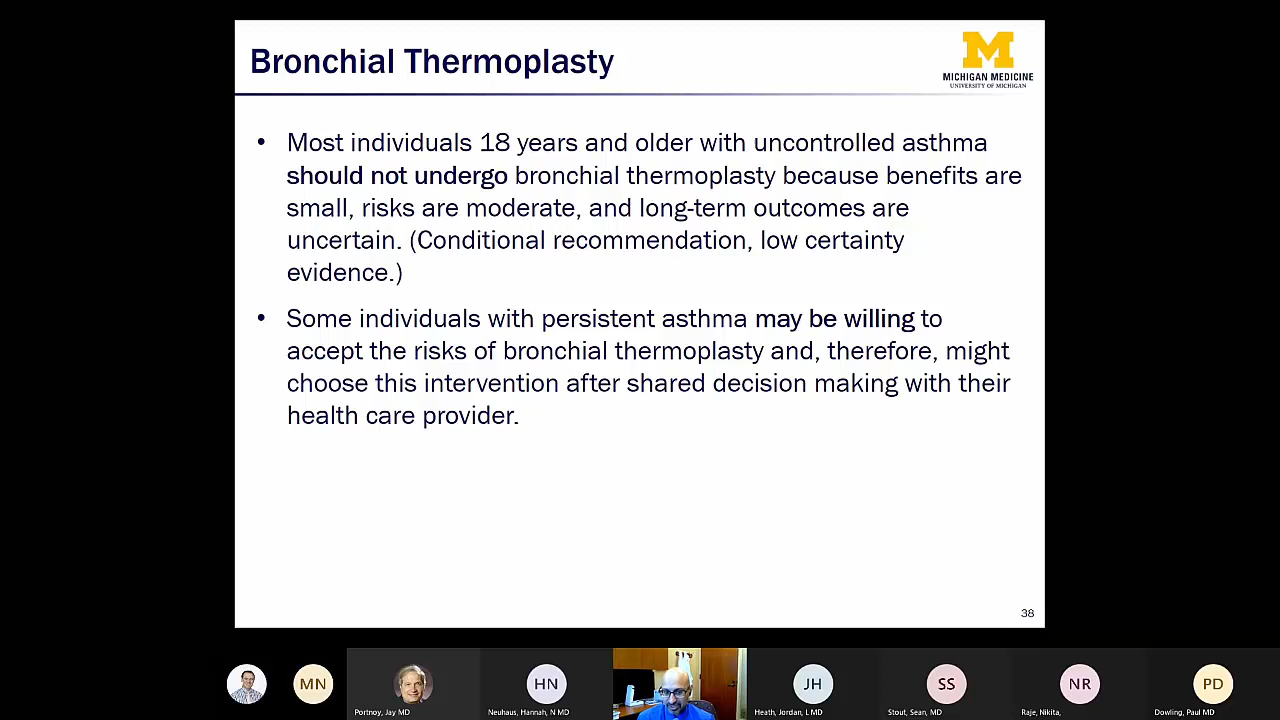 Bronchial Thermoplasty
M
MICHIGAN MEDICINE
UNIVERSITY OF MICHIGAN
• Most individuals 18 years and older with uncontrolled asthma
should not undergo bronchial thermoplasty because benefits are
small, risks are moderate, and long-term outcomes are
uncertain. (Conditional recommendation, low certainty
evidence.)
• Some individuals with persistent asthma may be willing to
accept the risks of bronchial thermoplasty and, therefore, might
choose this intervention after shared decision making with their
health care provider.
38
MN
HN
JH
SS
NR
PD
Portnoy, Jay MD
Neuhaus, Hannah, N MD
Heath, Jordan, L MD
Stout, Sean, MD
Raje, Nikita,
Dowling, Paul MD